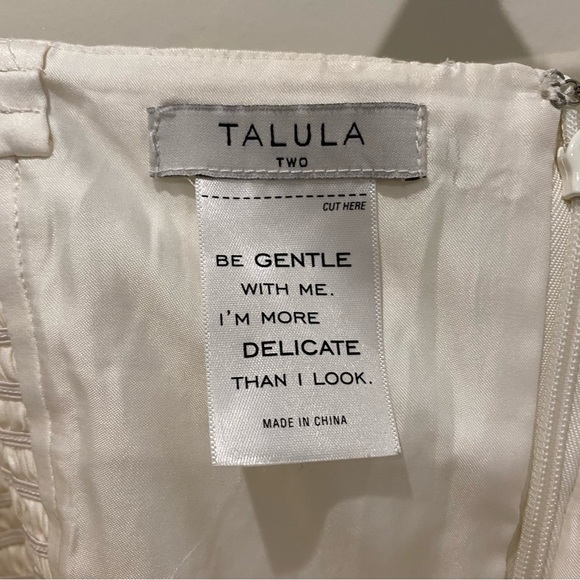 TALULA
TWO
CUT HERE
BE GENTLE
WITH ME.
I'M MORE
DELICATE
THAN I LOOK.
MADE IN CHINA